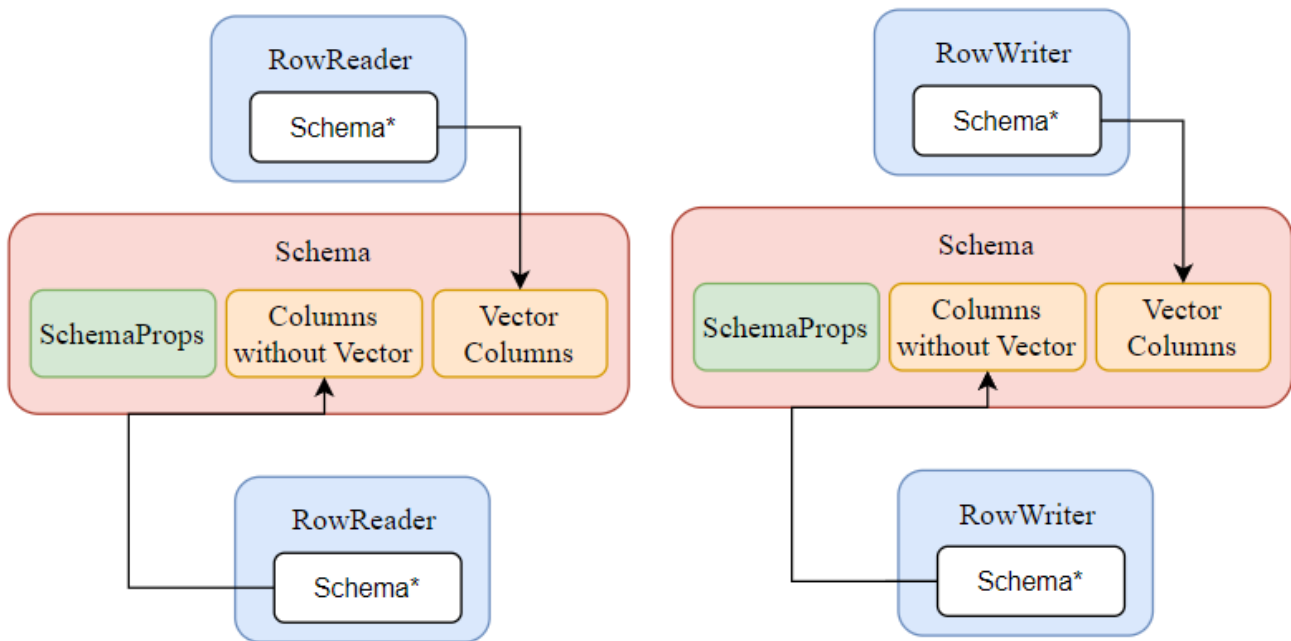 RowReader
Schema*
Schema
SchemaProps
Columns
without Vector
Vector
Columns
RowReader
Schema*
RowWriter
Schema*
Schema
SchemaProps
Columns
without Vector
Vector
Columns
RowWriter
Schema*